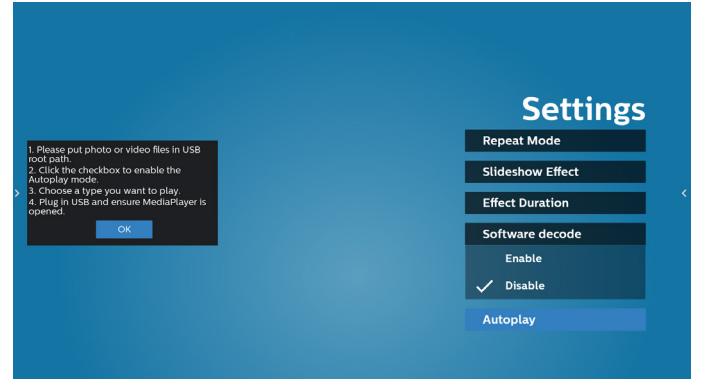 Settings
1. Please put photo or video files in USB
root path.
2. Click the checkbox to enable the
Autoplay mode.
3. Choose a type you want to play.
4. Plug in USB and ensure MediaPlayer is
opened.
OK
Repeat Mode
Slideshow Effect
Effect Duration
Software decode
Enable
Disable
Autoplay